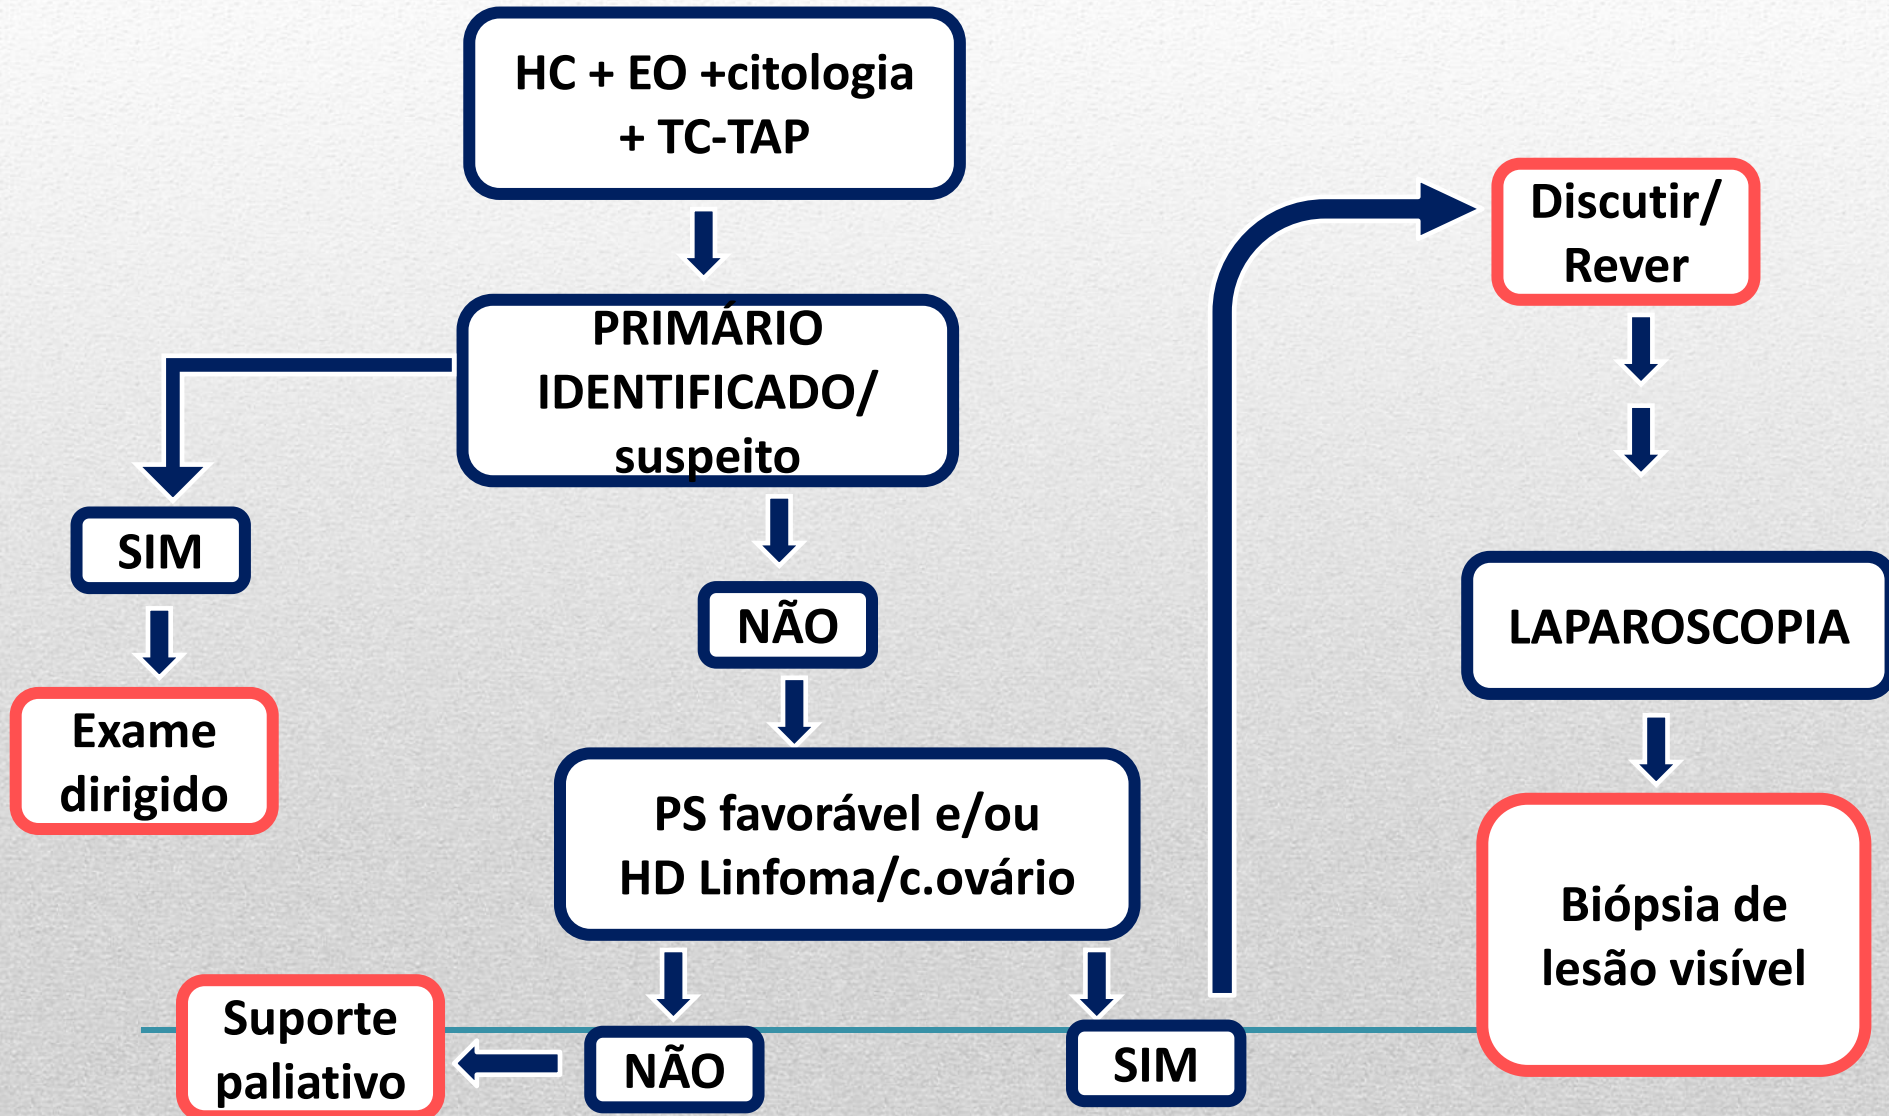 HC + EO +citologia
+ TC-TAP
PRIMÁRIO
IDENTIFICADO/
suspeito
SIM
Exame
dirigido
NÃO
PS favorável e/ou
HD Linfoma/c.ovário
NÃO
Suporte
paliativo
SIM
Discutir/
Rever
LAPAROSCOPIA
Biópsia de
lesão visível